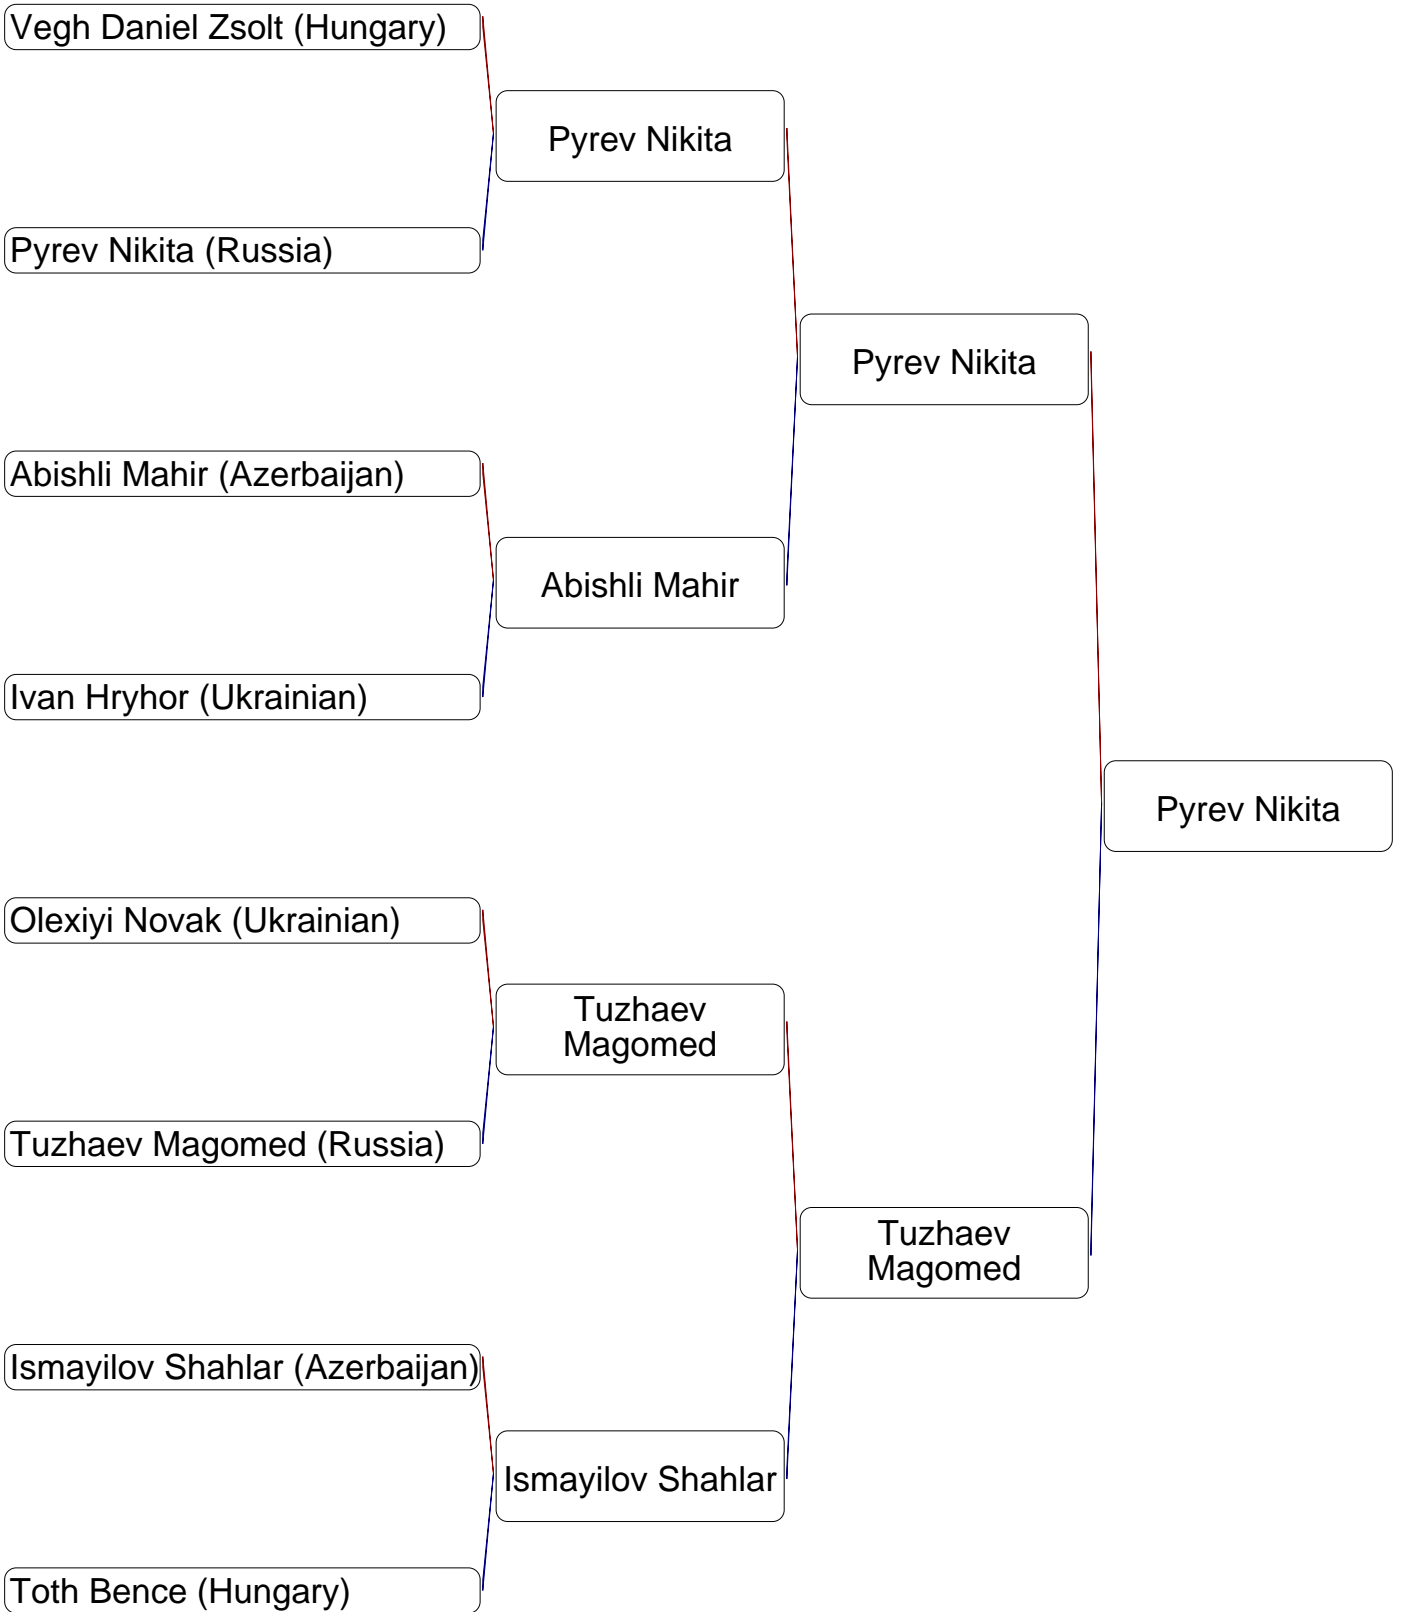 Vegh Daniel Zsolt (Hungary)
Pyrev Nikita
Pyrev Nikita (Russia)
Pyrev Nikita
Abishli Mahir (Azerbaijan)
Abishli Mahir
Ivan Hryhor (Ukrainian)
Pyrev Nikita
Olexiyi Novak (Ukrainian)
Tuzhaev
Magomed
Tuzhaev Magomed (Russia)
Tuzhaev
Magomed
Ismayilov Shahlar (Azerbaijan)
Ismayilov Shahlar
Toth Bence (Hungary)